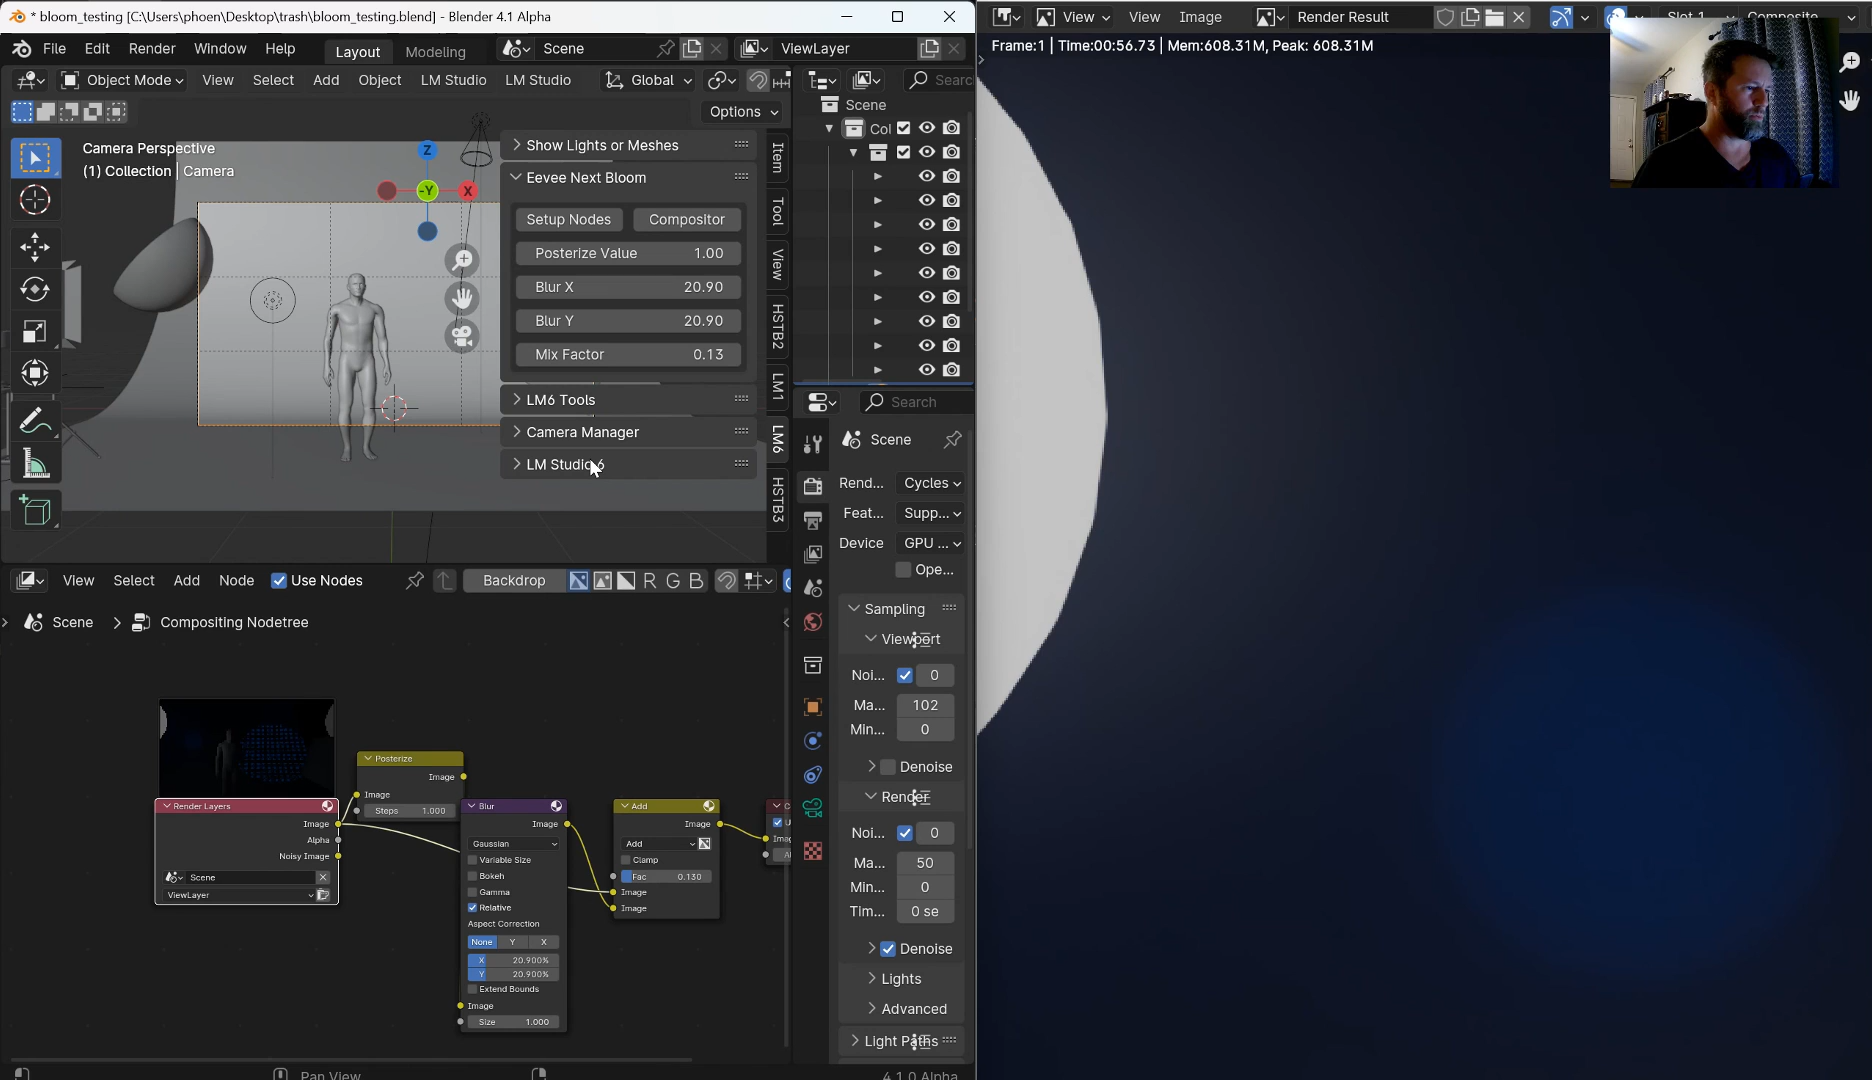 * bloom_testing [C:\Users\phoen\Desktop\trash\bloom_testing.blend] - Blender 4.1 Alpha
File Edit Render Window Help Layout Modeling Scene ViewLayer
Object Mode View Select Add Object LM Studio LM Studio Global
Options
Camera Perspective
(1) Collection | Camera
Z
-Y
X
Show Lights or Meshes
Eevee Next Bloom
Setup Nodes Compositor
Posterize Value 1.00
Blur X 20.90
Blur Y 20.90
Mix Factor 0.13
LM6 Tools
Camera Manager
LM Studio 6
Item
Tool
View
HSTB2
LM1
LM6
HSTB3
Searc
Scene
Col
Search
Scene
Rend... Cycles
Feat... Supp...
Device GPU ...
Ope...
Sampling
Viewport
Noi... 0
Ma... 102
Min... 0
Denoise
Render
Noi... 0
Ma... 50
Min... 0
Tim... 0 se
Denoise
Lights
Advanced
Light Paths
View Select Add Node Use Nodes Backdrop R G B
Scene > Compositing Nodetree
Render Layers
Image
Alpha
Noisy Image
Scene
ViewLayer
Posterize
Image
Image
Steps 1.000
Blur
Image
Gaussian
Variable Size
Bokeh
Gamma
Relative
Aspect Correction
None Y X
X 20.900%
Y 20.900%
Extend Bounds
Image
Size 1.000
Add
Image
Add
Clamp
Fac 0.130
Image
Image
C
U
Imag
Al
Pan View
4.1.0 Alpha
View View Image Render Result Slot 1 Composite
Frame:1 | Time:00:56.73 | Mem:608.31M, Peak: 608.31M